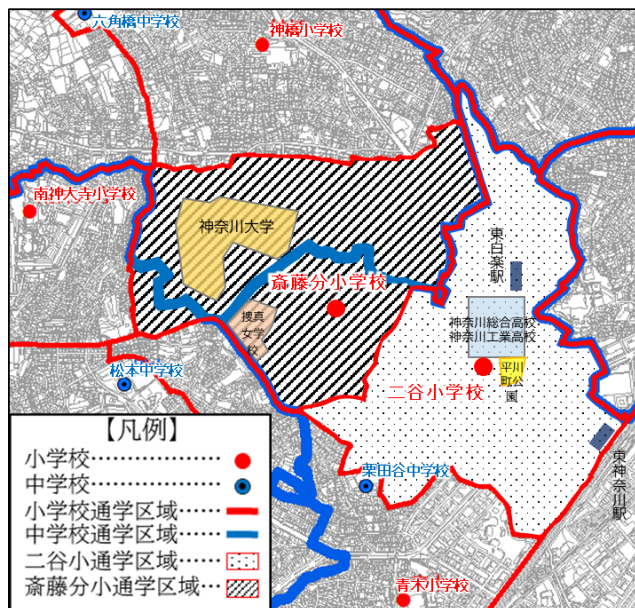 六角橋中学校
神橋小学校
南神大寺小学校
神奈川大学
東白楽駅
斎藤分小学校
捜真
女学
校
神奈川総合高校
神奈川工業高校
松本中学校
二谷小学校
平川
町公
園
東神奈川駅
栗田谷中学校
青木小学校
【凡例】
小学校………………
中学校………………
小学校通学区域……
中学校通学区域……
二谷小通学区域……
斎藤分小通学区域…